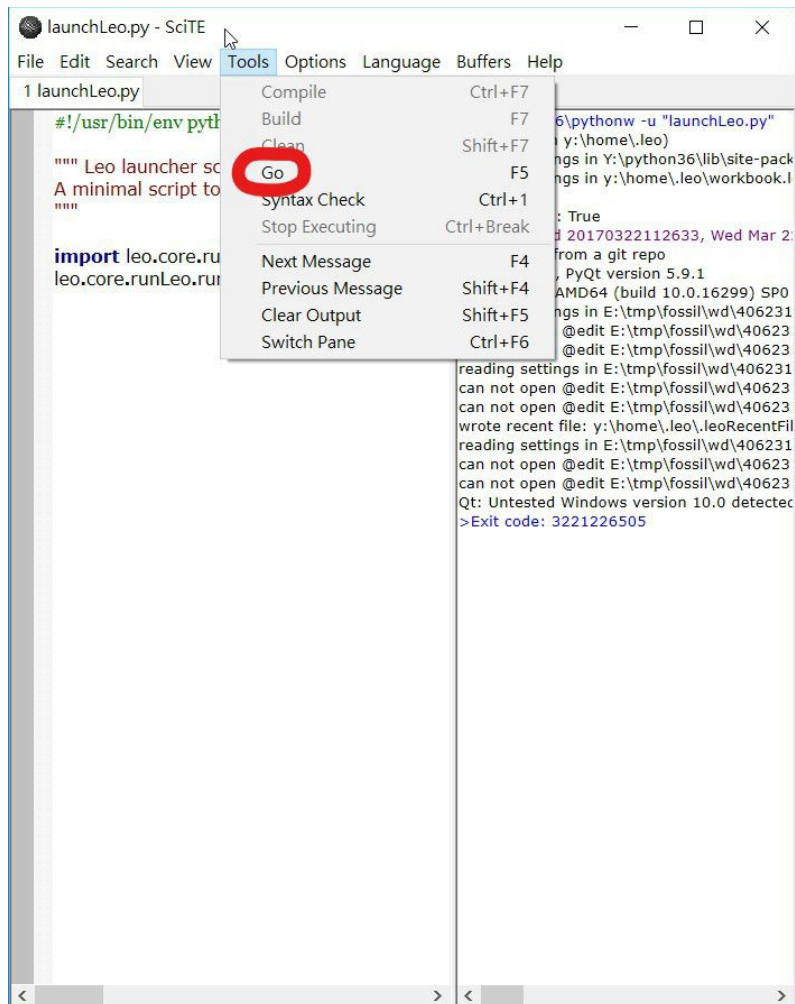 launchLeo.py - SciTE
File Edit Search View Tools Options Language Buffers Help
1 launchLeo.py
#!/usr/bin/env pyth
""" Leo launcher sc
A minimal script to
"""
import leo.core.ru
leo.core.runLeo.ru
Compile Ctrl+F7
Build F7
Clean Shift+F7
Go F5
Syntax Check Ctrl+1
Stop Executing Ctrl+Break
Next Message F4
Previous Message Shift+F4
Clear Output Shift+F5
Switch Pane Ctrl+F6
6\pythonw -u "launchLeo.py"
y:\home\.leo)
ngs in Y:\python36\lib\site-pack
ngs in y:\home\.leo\workbook.l
: True
d 20170322112633, Wed Mar 2
from a git repo
, PyQt version 5.9.1
AMD64 (build 10.0.16299) SP0
ngs in E:\tmp\fossil\wd\406231
@edit E:\tmp\fossil\wd\40623
@edit E:\tmp\fossil\wd\40623
reading settings in E:\tmp\fossil\wd\406231
can not open @edit E:\tmp\fossil\wd\40623
can not open @edit E:\tmp\fossil\wd\40623
wrote recent file: y:\home\.leo\.leoRecentFil
reading settings in E:\tmp\fossil\wd\406231
can not open @edit E:\tmp\fossil\wd\40623
can not open @edit E:\tmp\fossil\wd\40623
Qt: Untested Windows version 10.0 detected
>Exit code: 3221226505